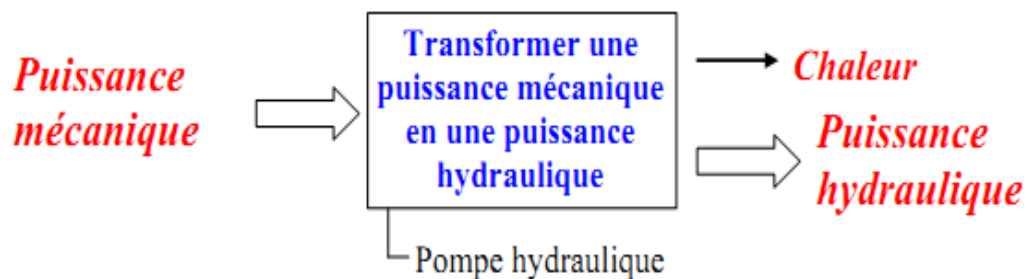 Puissance
mécanique
Transformer une
puissance mécanique
en une puissance
hydraulique
Chaleur
Puissance
hydraulique
Pompe hydraulique